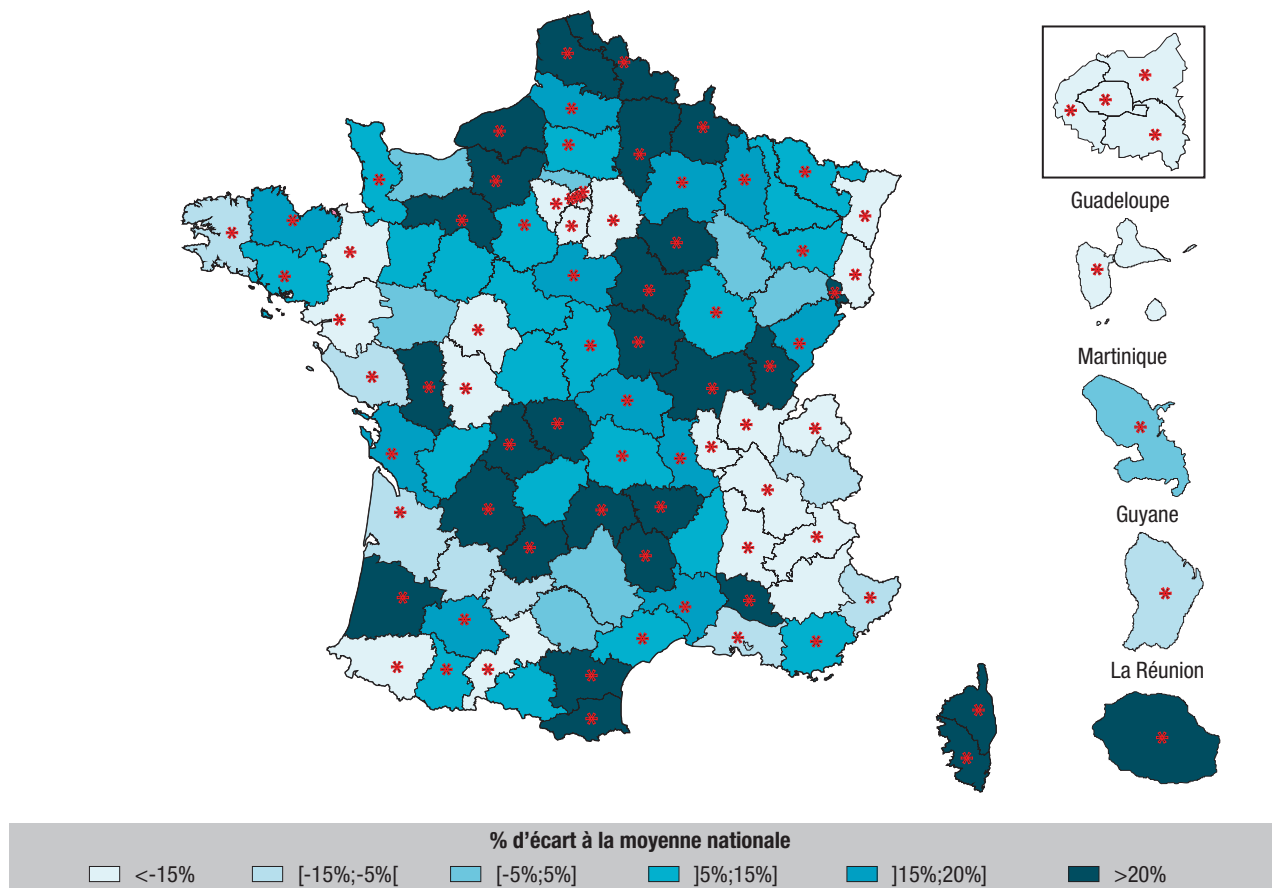 Guadeloupe
Martinique
Guyane
La Réunion
% d'écart à la moyenne nationale
<-15% [-15%;-5%[ [-5%;5%] ]5%;15%] ]15%;20%] >20%